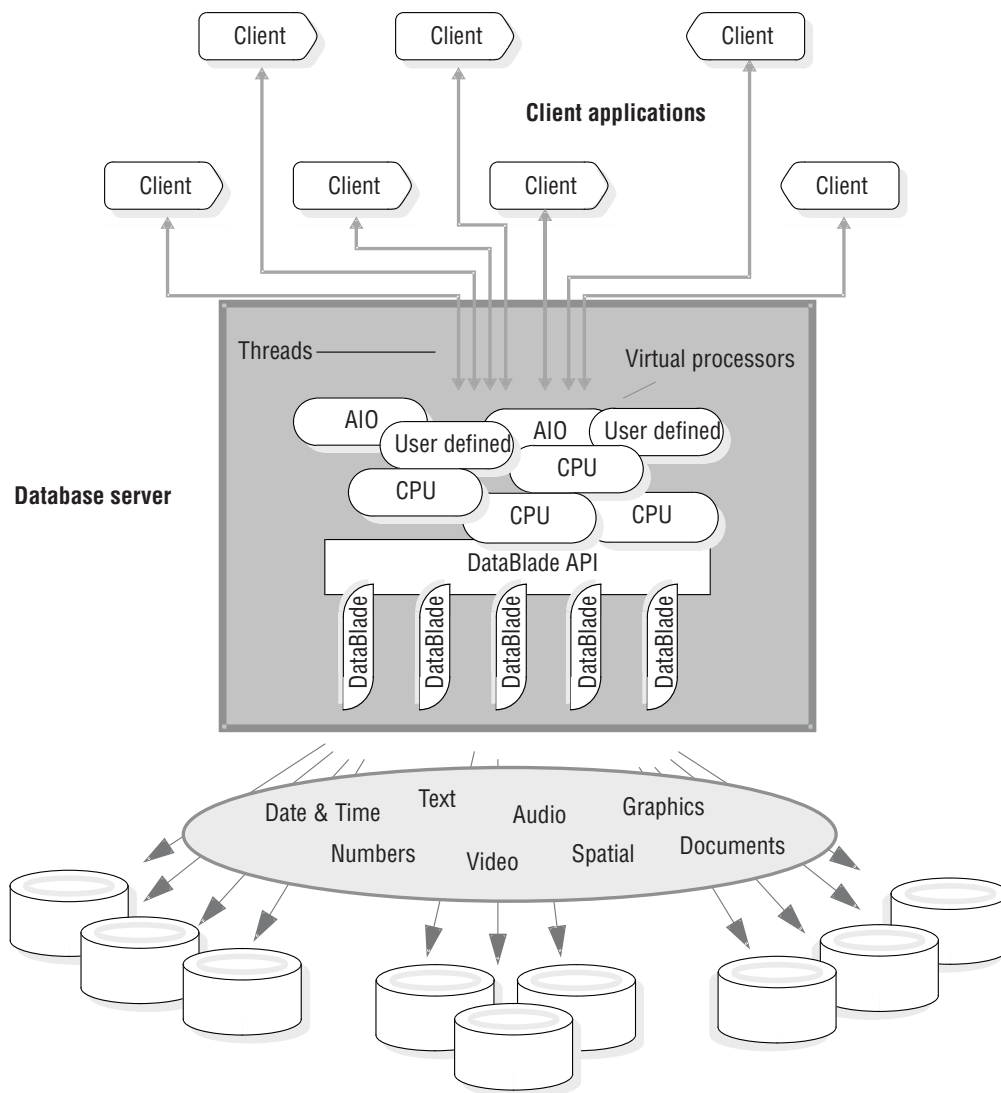 Client
Client
Client
Client applications
Client
Client
Client
Client
Threads
Virtual processors
AIO
User defined
AIO
User defined
CPU
CPU
Database server
CPU
CPU
DataBlade API
DataBlade
DataBlade
DataBlade
DataBlade
DataBlade
Date & Time
Text
Audio
Graphics
Numbers
Video
Spatial
Documents